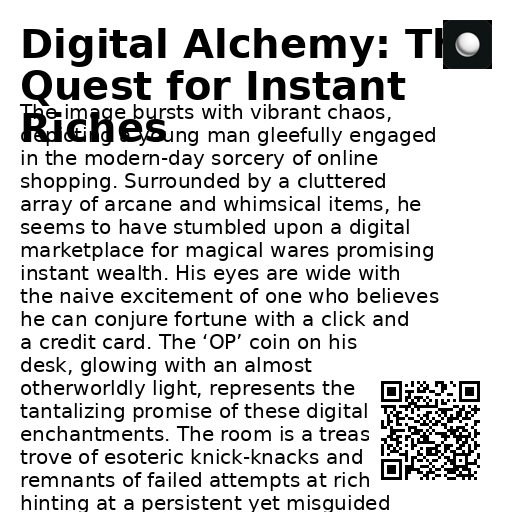 Digital Alchemy: Th
Quest for Instant
Riches
The image bursts with vibrant chaos,
depicting a young man gleefully engaged
in the modern-day sorcery of online
shopping. Surrounded by a cluttered
array of arcane and whimsical items, he
seems to have stumbled upon a digital
marketplace for magical wares promising
instant wealth. His eyes are wide with
the naive excitement of one who believes
he can conjure fortune with a click and
a credit card. The ‘OP’ coin on his
desk, glowing with an almost
otherworldly light, represents the
tantalizing promise of these digital
enchantments. The room is a treas
trove of esoteric knick-knacks and
remnants of failed attempts at rich
hinting at a persistent yet misguided